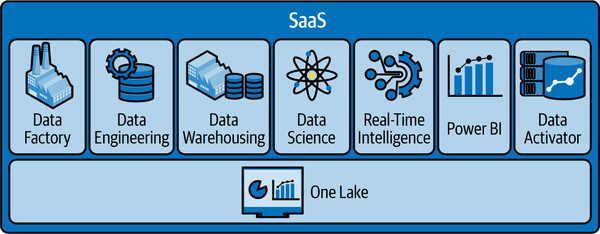 SaaS
Data
Factory
Data
Engineering
Data
Warehousing
Data
Science
Real-Time
Intelligence
Power BI
Data
Activator
One Lake